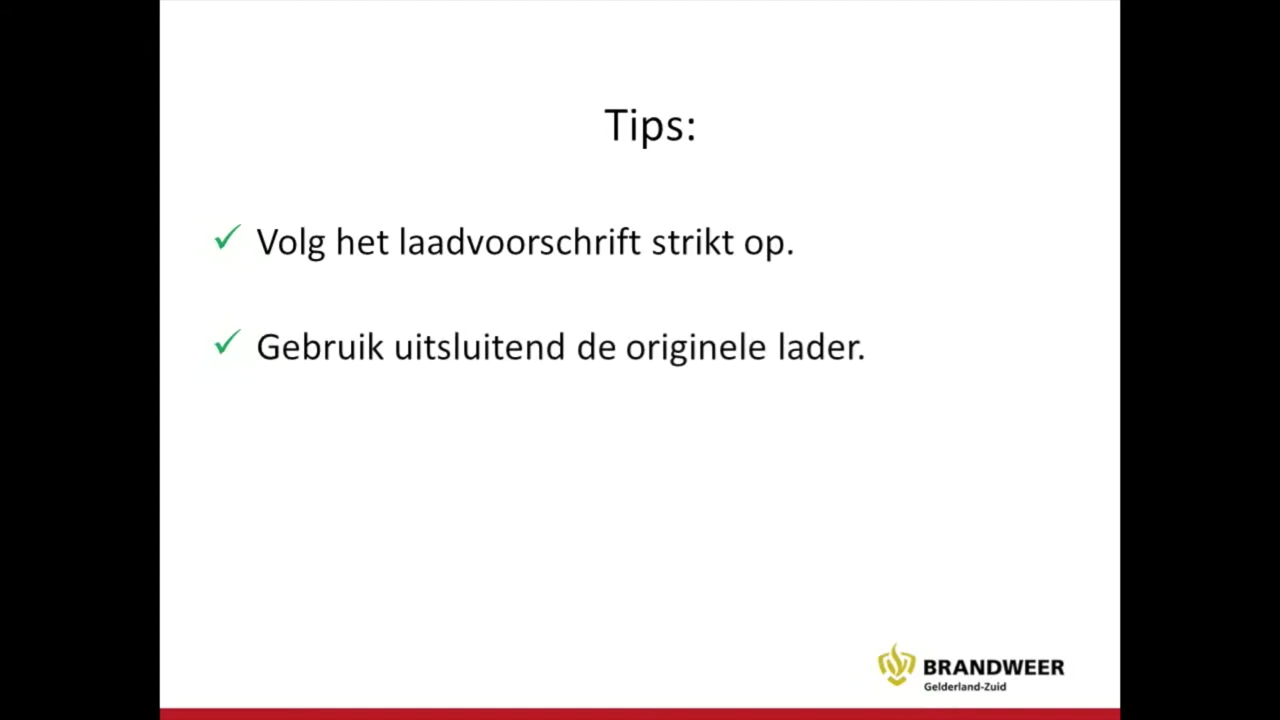 Tips:
Volg het laadvoorschrift strikt op.
Gebruik uitsluitend de originele lader.
BRANDWEER
Gelderland-Zuid